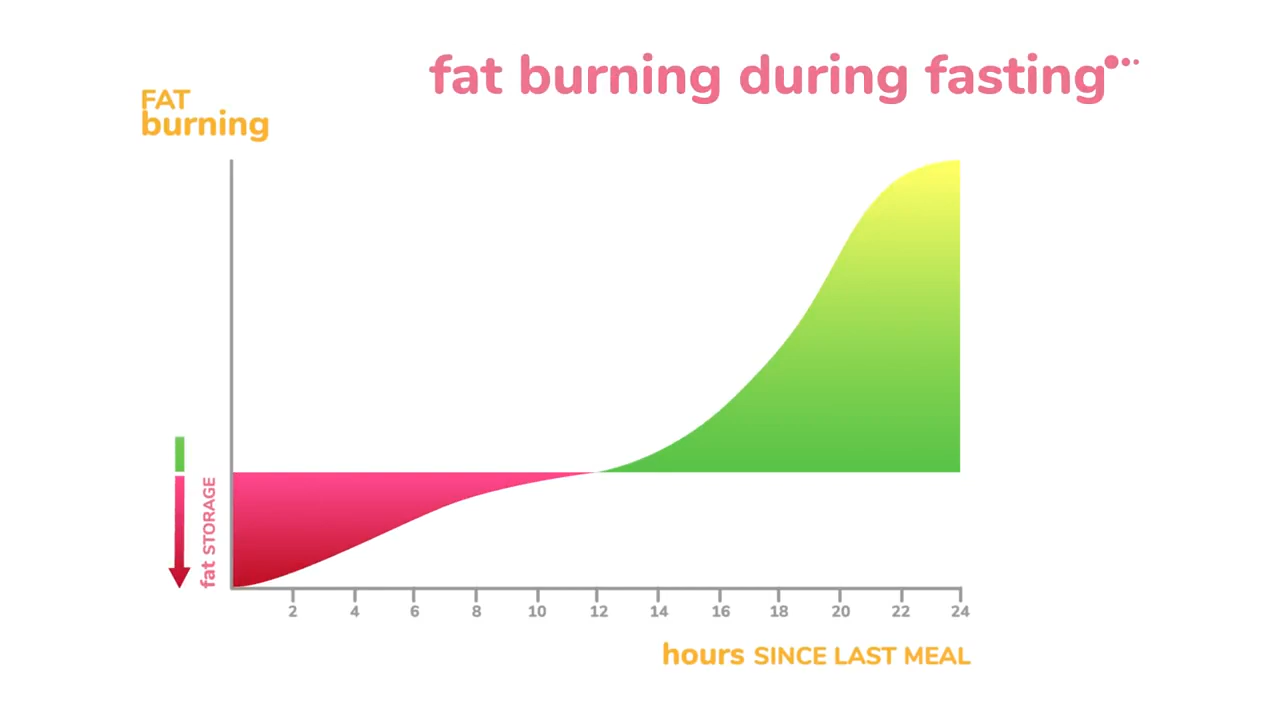 fat burning during fasting
FAT
burning
fat STORAGE
2 4 6 8 10 12 14 16 18 20 22 24
hours SINCE LAST MEAL